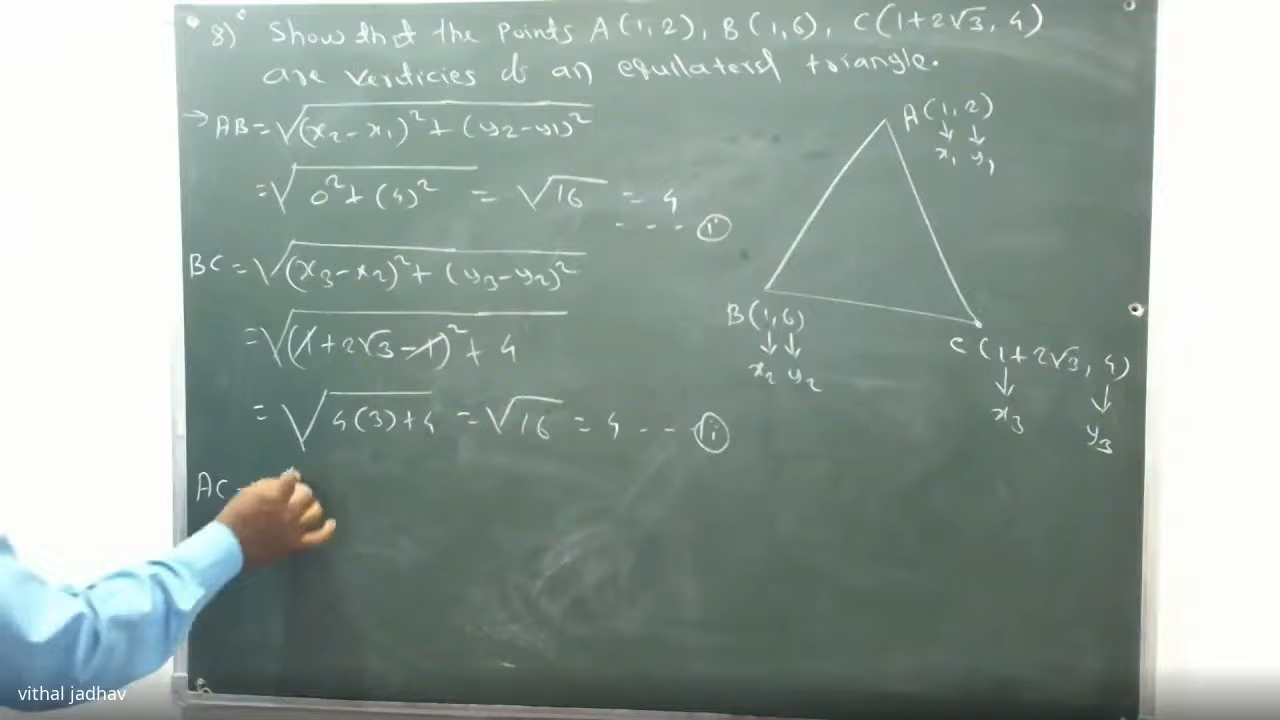 8) Show that the Points A(1,2), B(1,6), C(1+2√3, 4)
are verticies of an equilateral triangle.
→ AB = √(x₂-x₁)² + (y₂-y₁)²
= √0² + (4)² = √16 = 4
---- ⓘ
BC = √(x₃-x₂)² + (y₃-y₂)²
= √(1+2√3-1)² + 4
= √4(3)+4 = √16 = 4 --- ⓘⓘ
AC =
A(1,2)
↓ ↓
x₁ y₁
B(1,6)
↓ ↓
x₂ y₂
C (1+2√3, 4)
↓ ↓
x₃ y₃
vithal jadhav